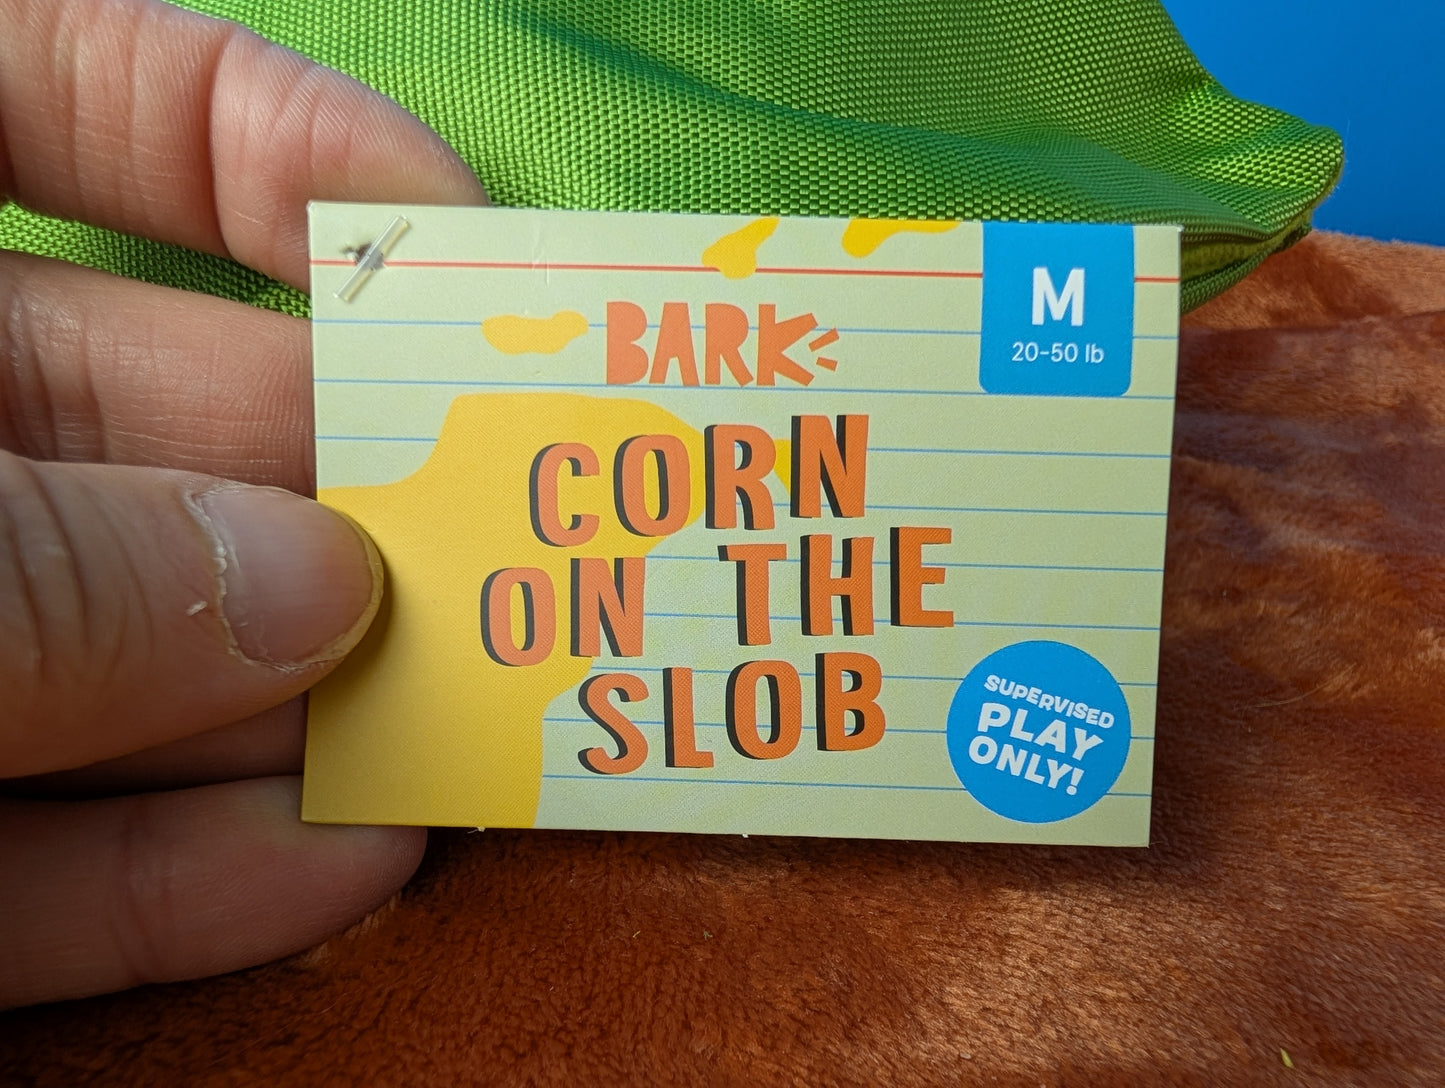 BARK
M
20-50 lb
CORN
ON THE
SLOB
SUPERVISED
PLAY
ONLY!